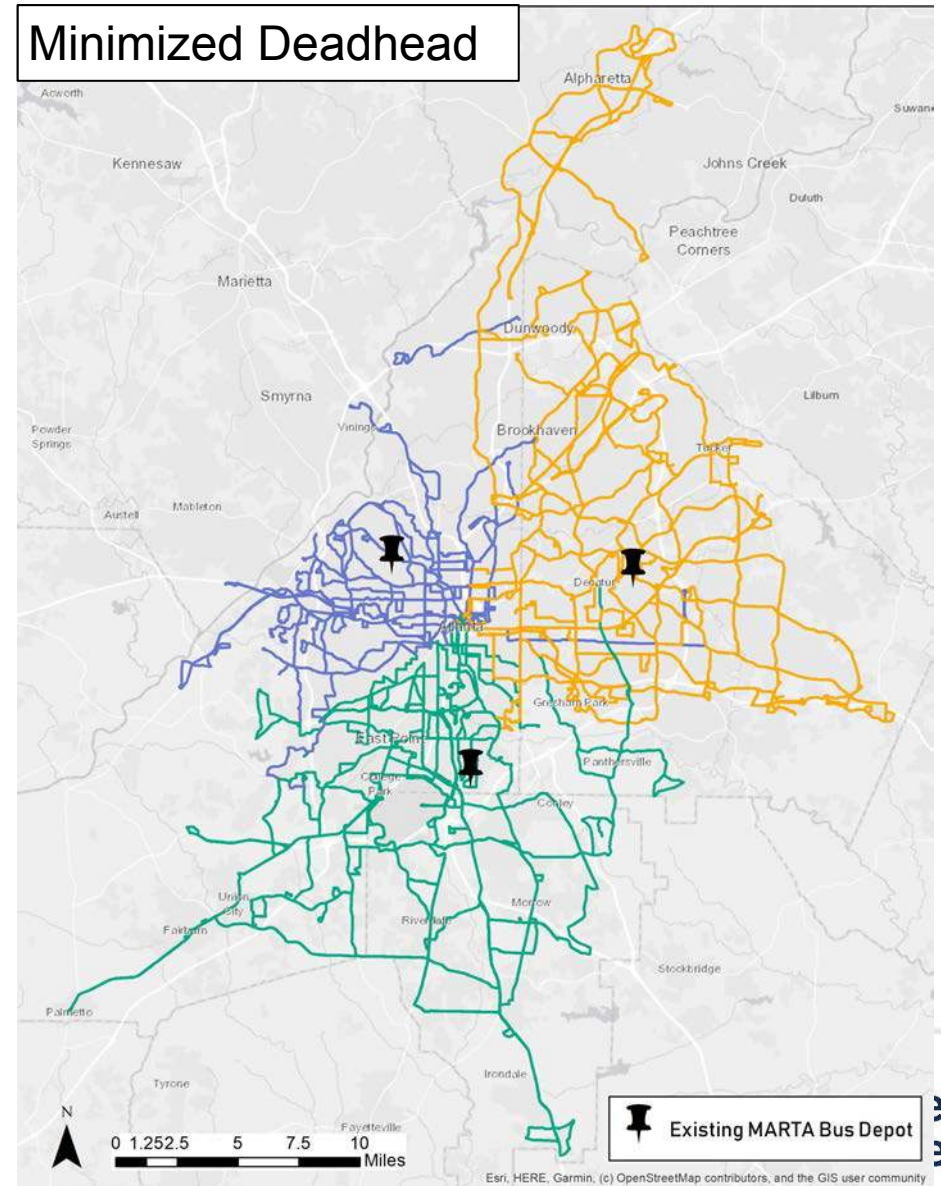 Minimized Deadhead
Acworth
Alpharetta
Suwan
Kennesaw
Johns Creek
Duluth
Peachtree
Corners
Marietta
Dunwoody
Smyrna
Lilburn
Powder
Springs
Vinings
Brookhaven
Tucker
Austell
Mableton
Decatur
Atlanta
Gresham Park
East Point
Panthersville
College
Park
Conley
Union
City
Riverdale
Morrow
Fairburn
Stockbridge
Palmetto
Irondale
Tyrone
Fayetteville
N
0 1.252.5 5 7.5 10
Miles
Existing MARTA Bus Depot
Esri, HERE, Garmin, (c) OpenStreetMap contributors, and the GIS user community